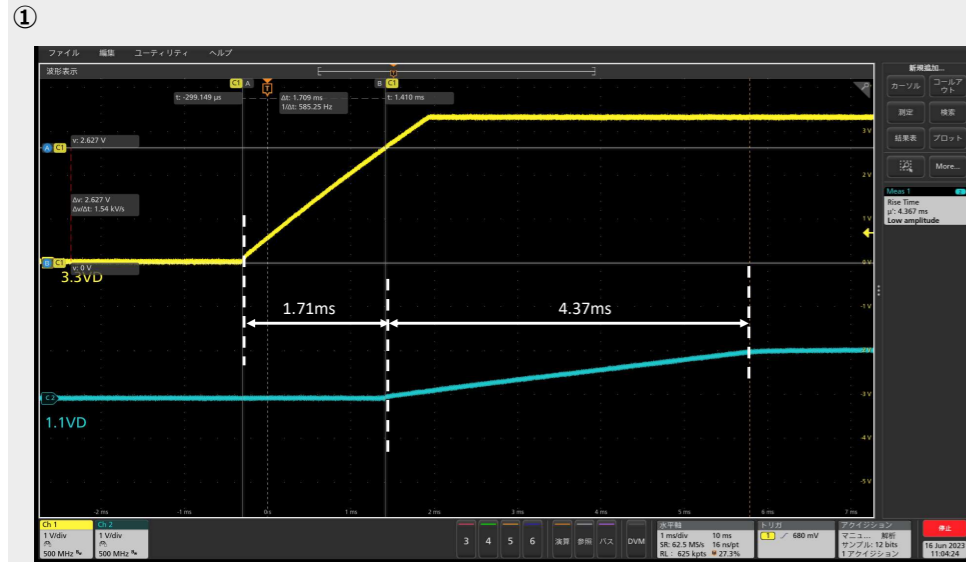 ①
ファイル 編集 ユーティリティ ヘルプ
波形表示
新規追加...
カーソル コールアウト
測定 検索
結果表 プロット
More...
Meas 1 2
Rise Time
µ': 4.367 ms
Low amplitude
C1 A T B C1
t: -299.149 µs
Δt: 1.709 ms
1/Δt: 585.25 Hz
t: 1.410 ms
3 V
v: 2.627 V
A C1
2 V
Δv: 2.627 V
Δv/Δt: 1.54 kV/s
1 V
B C1
v: 0 V
0 V
3.3VD
1.71ms 4.37ms
-1 V
-2 V
C2
-3 V
1.1VD
-4 V
-5 V
-2 ms -1 ms 0 s 1 ms 2 ms 3 ms 4 ms 5 ms 6 ms 7 ms
Ch 1
1 V/div
500 MHz
Ch 2
1 V/div
500 MHz
3 4 5 6 演算 参照 バス DVM
水平軸
1 ms/div 10 ms
SR: 62.5 MS/s 16 ns/pt
RL: 625 kpts 27.3%
トリガ
1 680 mV
アクイジション
マニュ... 解析
サンプル: 12 bits
1 アクイジション
停止
16 Jun 2023
11:04:24